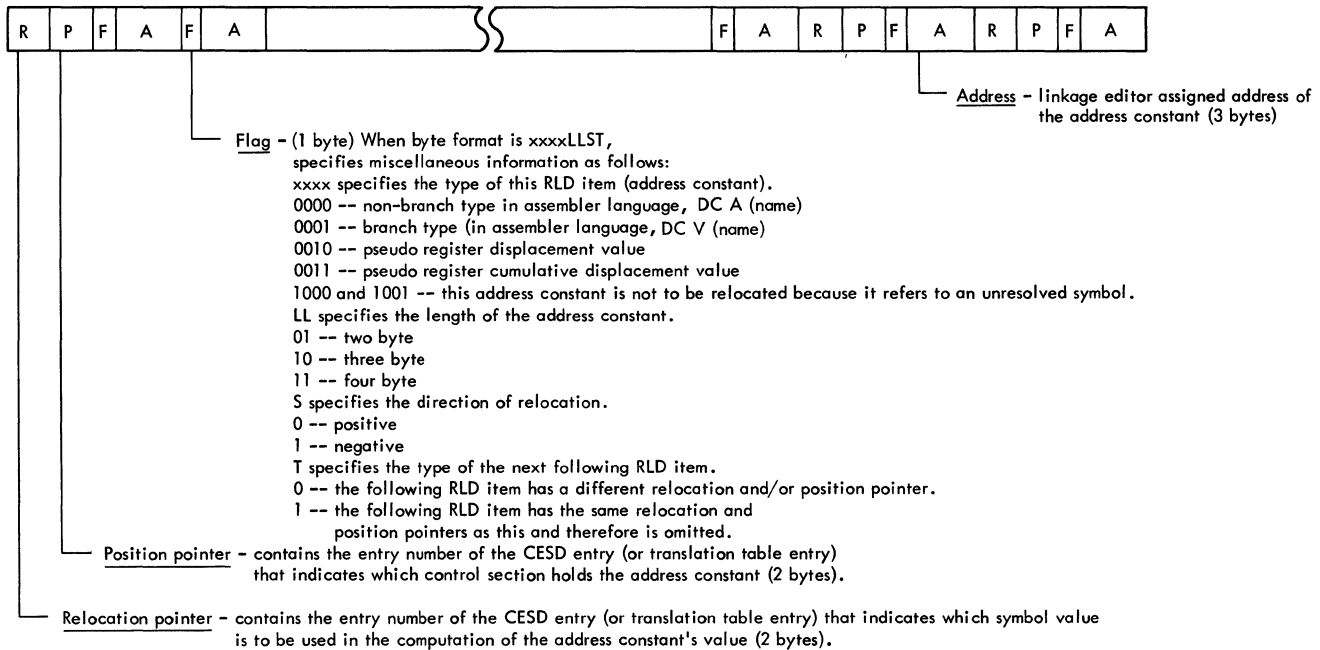 R P F A F A F A R P F A R P F A
Address - linkage editor assigned address of
the address constant (3 bytes)
Flag - (1 byte) When byte format is xxxxLLST,
specifies miscellaneous information as follows:
xxxx specifies the type of this RLD item (address constant).
0000 -- non-branch type in assembler language, DC A (name)
0001 -- branch type (in assembler language, DC V (name)
0010 -- pseudo register displacement value
0011 -- pseudo register cumulative displacement value
1000 and 1001 -- this address constant is not to be relocated because it refers to an unresolved symbol.
LL specifies the length of the address constant.
01 -- two byte
10 -- three byte
11 -- four byte
S specifies the direction of relocation.
0 -- positive
1 -- negative
T specifies the type of the next following RLD item.
0 -- the following RLD item has a different relocation and/or position pointer.
1 -- the following RLD item has the same relocation and
position pointers as this and therefore is omitted.
Position pointer - contains the entry number of the CESD entry (or translation table entry)
that indicates which control section holds the address constant (2 bytes).
Relocation pointer - contains the entry number of the CESD entry (or translation table entry) that indicates which symbol value
is to be used in the computation of the address constant's value (2 bytes).